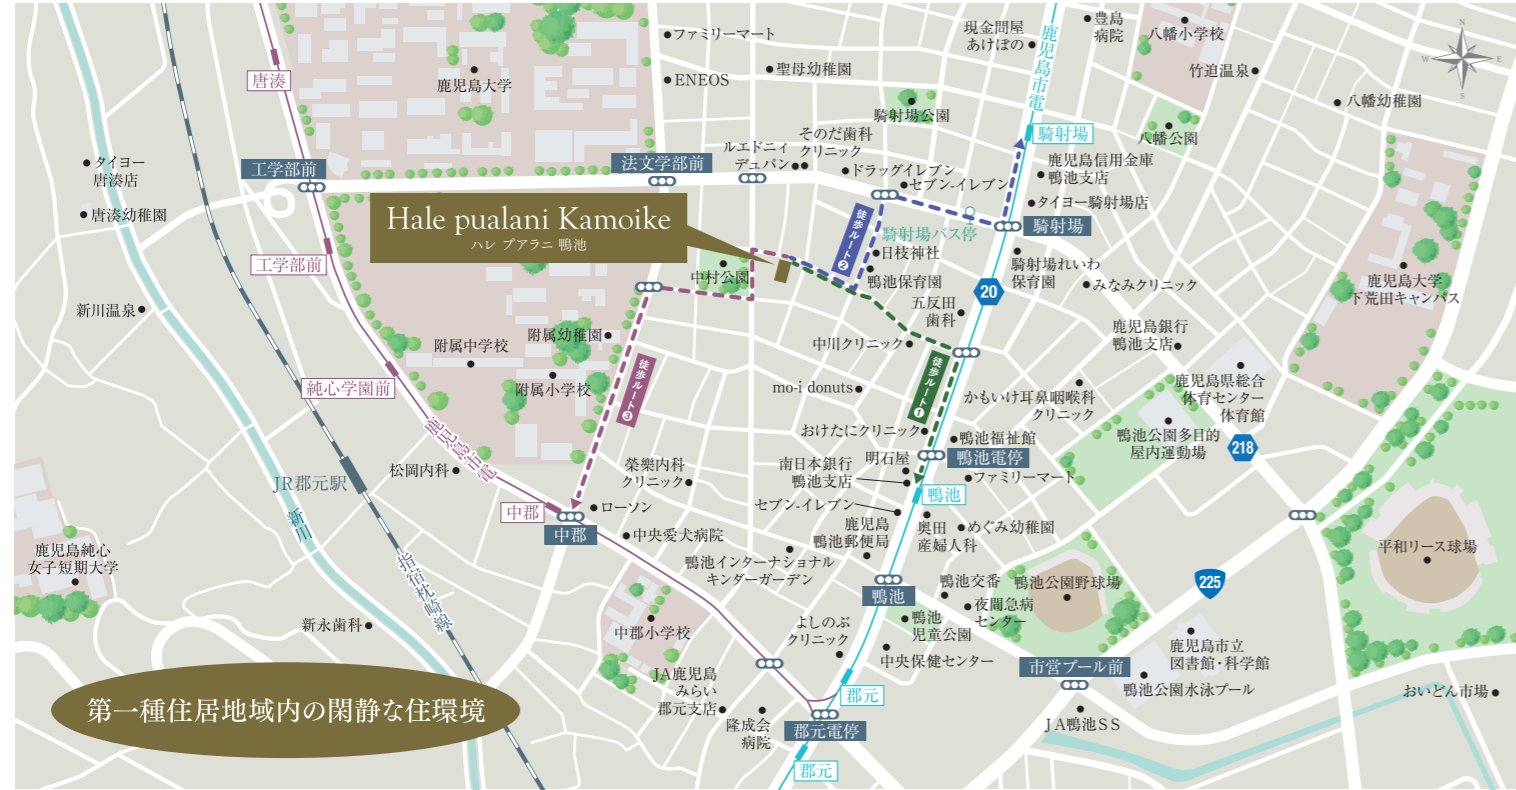 ファミリーマート
現金問屋
あけぼの
鹿児島市電
豊島
病院
八幡小学校
N
W
E
S
唐湊
鹿児島大学
ENEOS
聖母幼稚園
竹迫温泉
騎射場公園
八幡幼稚園
タイヨー
唐湊店
工学部前
法文学部前
ルエドニィ
デュパン
そのだ歯科
クリニック
騎射場
八幡公園
ドラッグイレブン
セブン-イレブン
鹿児島信用金庫
鴨池支店
タイヨー騎射場店
唐湊幼稚園
Hale pualani Kamoike
ハレ プアラニ 鴨池
徒歩ルート❷
騎射場バス停
騎射場
工学部前
中村公園
日枝神社
鴨池保育園
騎射場れいわ
保育園
みなみクリニック
鹿児島大学
下荒田キャンパス
新川温泉
20
五反田
歯科
附属幼稚園
附属中学校
附属小学校
中川クリニック
鹿児島銀行
鴨池支店
純心学園前
徒歩ルート❸
mo-i donuts
徒歩ルート❶
かもいけ耳鼻咽喉科
クリニック
鹿児島県総合
体育センター
体育館
鹿児島市電
おけたにクリニック
鴨池福祉館
鴨池公園多目的
屋内運動場
218
松岡内科
JR郡元駅
榮樂内科
クリニック
明石屋
南日本銀行
鴨池支店
鴨池電停
ファミリーマート
鴨池
中郡
ローソン
中郡
セブン-イレブン
新川
中央愛犬病院
鹿児島
鴨池郵便局
奥田
産婦人科
めぐみ幼稚園
鹿児島純心
女子短期大学
指宿枕崎線
鴨池インターナショナル
キンダーガーデン
平和リース球場
鴨池
鴨池交番
鴨池公園野球場
225
夜間急病
センター
新永歯科
中郡小学校
よしのぶ
クリニック
鴨池
児童公園
中央保健センター
市営プール前
鹿児島市立
図書館・科学館
JA鹿児島
みらい
郡元支店
郡元
鴨池公園水泳プール
おいどん市場
第一種住居地域内の閑静な住環境
隆成会
病院
郡元電停
JA鴨池SS
郡元